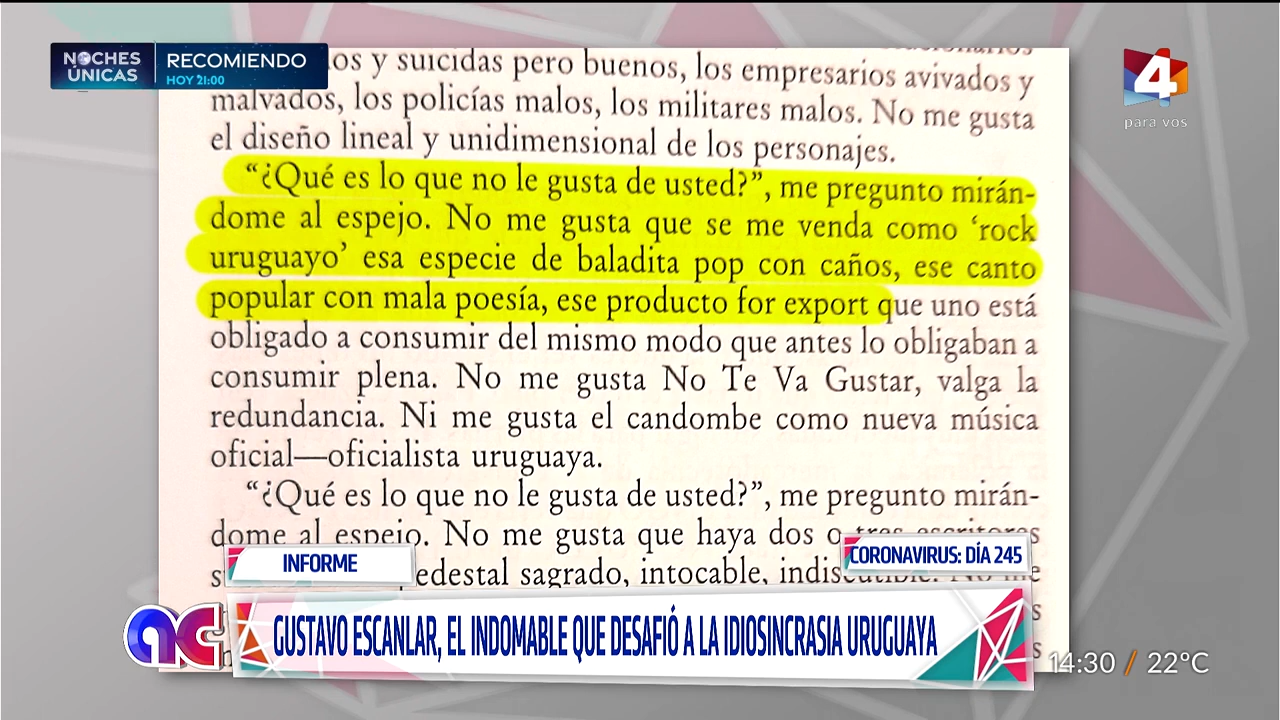 NOCHES
ÚNICAS
RECOMIENDO
HOY 21:00
4
para vos
os y suicidas pero buenos, los empresarios avivados y
malvados, los policías malos, los militares malos. No me gusta
el diseño lineal y unidimensional de los personajes.
“¿Qué es lo que no le gusta de usted?”, me pregunto mirán-
dome al espejo. No me gusta que se me venda como ‘rock
uruguayo’ esa especie de baladita pop con caños, ese canto
popular con mala poesía, ese producto for export que uno está
obligado a consumir del mismo modo que antes lo obligaban a
consumir plena. No me gusta No Te Va Gustar, valga la
redundancia. Ni me gusta el candombe como nueva música
oficial—oficialista uruguaya.
“¿Qué es lo que no le gusta de usted?”, me pregunto mirán-
dome al espejo. No me gusta que haya dos o tres escritores
edestal sagrado, intocable, indiscutible. No me
INFORME
CORONAVIRUS: DÍA 245
ac
GUSTAVO ESCANLAR, EL INDOMABLE QUE DESAFIÓ A LA IDIOSINCRASIA URUGUAYA
14:30 / 22°C